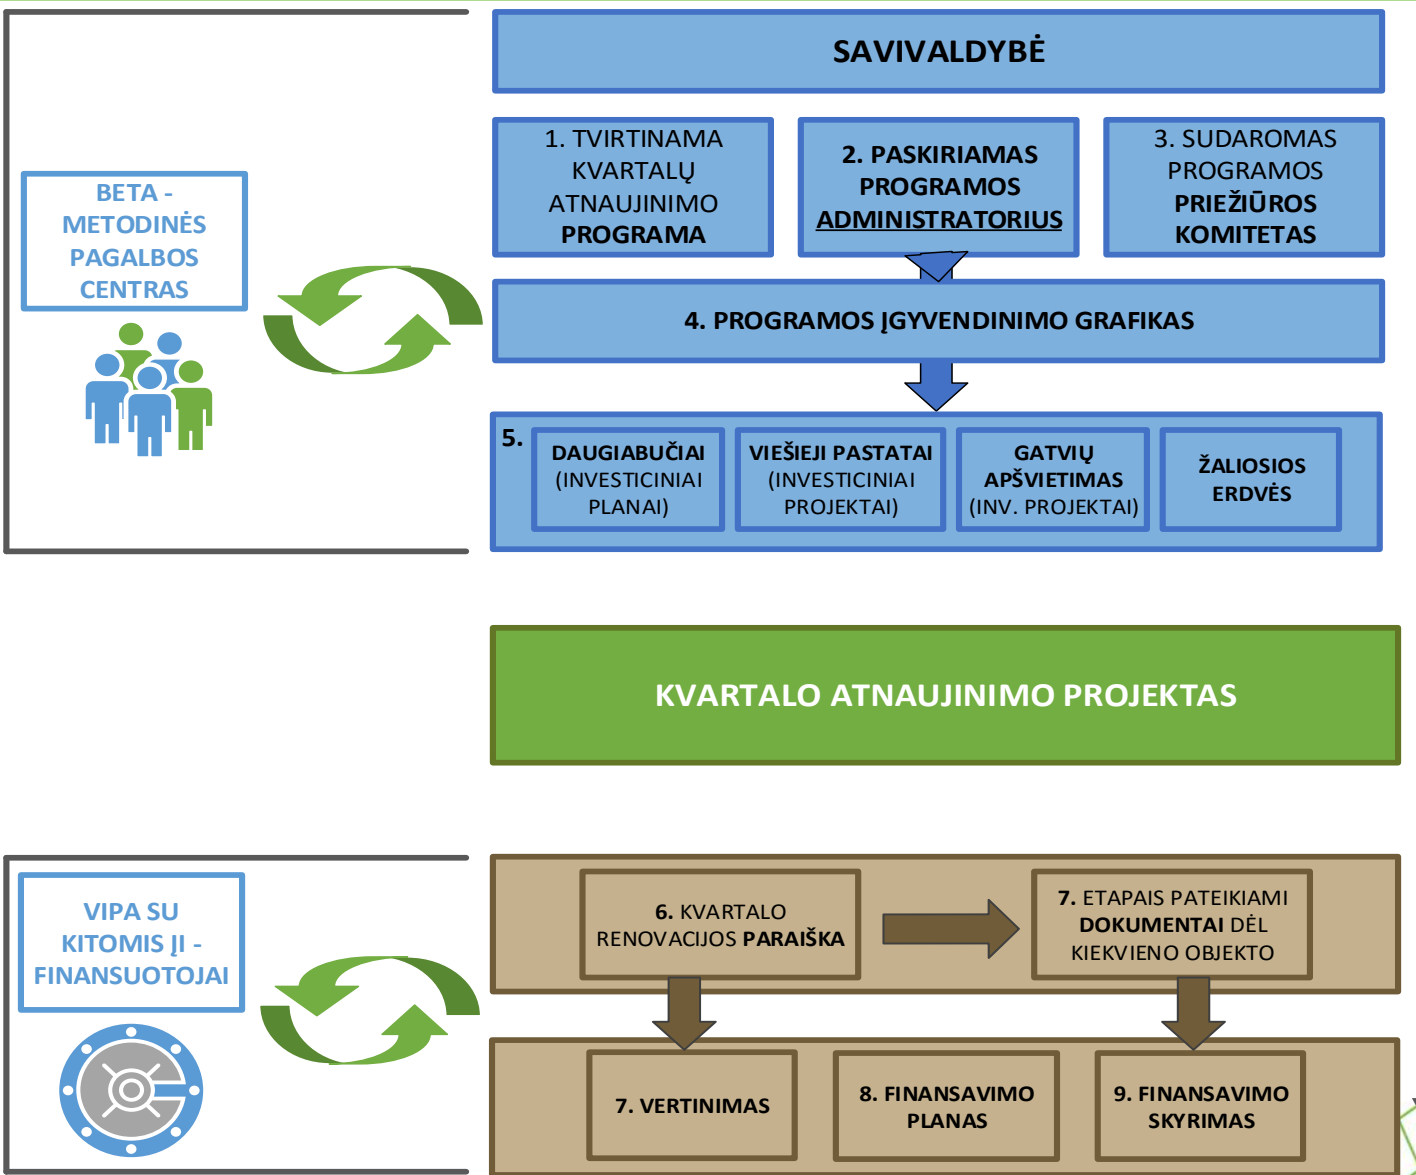 SAVIVALDYBĖ
1. TVIRTINAMA
KVARTALŲ
ATNAUJINIMO
PROGRAMA
2. PASKIRIAMAS
PROGRAMOS
ADMINISTRATORIUS
3. SUDAROMAS
PROGRAMOS
PRIEŽIŪROS
KOMITETAS
BETA -
METODINĖS
PAGALBOS
CENTRAS
4. PROGRAMOS ĮGYVENDINIMO GRAFIKAS
5.
DAUGIABUČIAI
(INVESTICINIAI
PLANAI)
VIEŠIEJI PASTATAI
(INVESTICINIAI
PROJEKTAI)
GATVIŲ
APŠVIETIMAS
(INV. PROJEKTAI)
ŽALIOSIOS
ERDVĖS
KVARTALO ATNAUJINIMO PROJEKTAS
VIPA SU
KITOMIS ĮI -
FINANSUOTOJAI
6. KVARTALO
RENOVACIJOS PARAIŠKA
7. ETAPAIS PATEIKIAMI
DOKUMENTAI DĖL
KIEKVIENO OBJEKTO
7. VERTINIMAS
8. FINANSAVIMO
PLANAS
9. FINANSAVIMO
SKYRIMAS